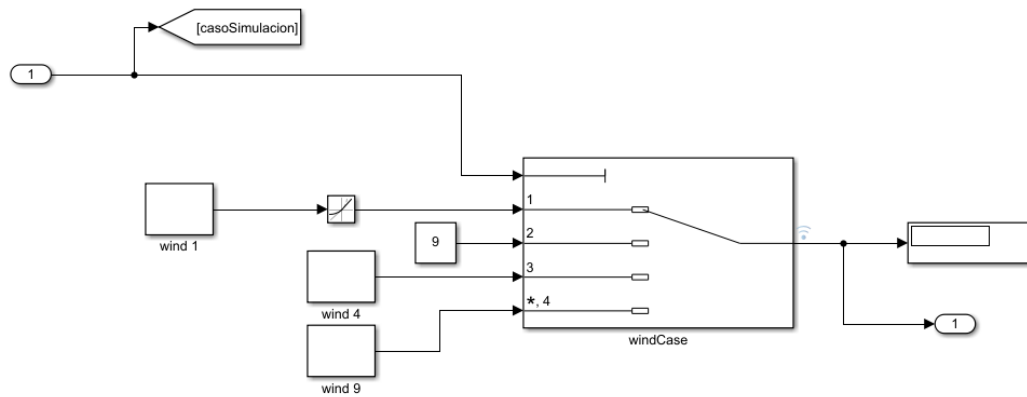 [casoSimulacion]
1
1
wind 1
2
9
3
wind 4
*, 4
windCase
1
wind 9